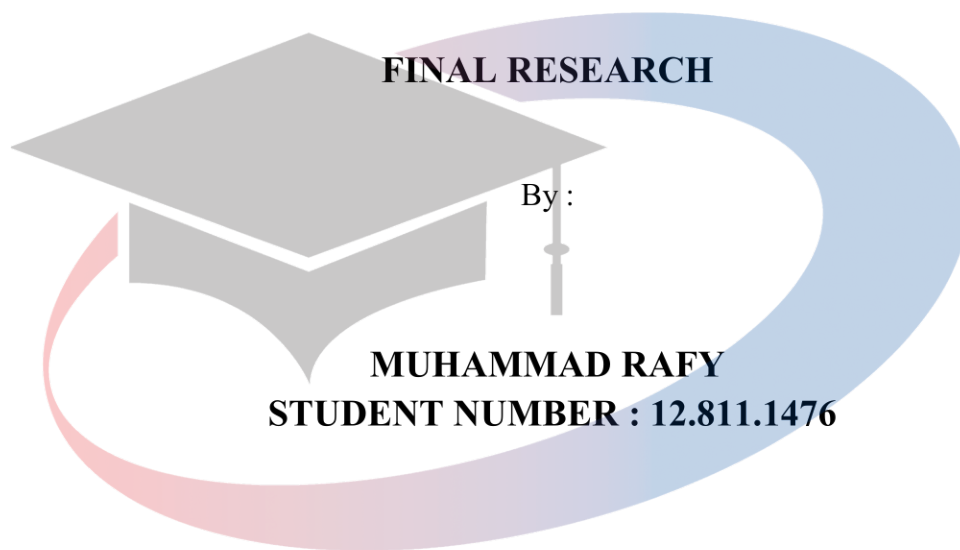 FINAL RESEARCH
By :
MUHAMMAD RAFY
STUDENT NUMBER : 12.811.1476